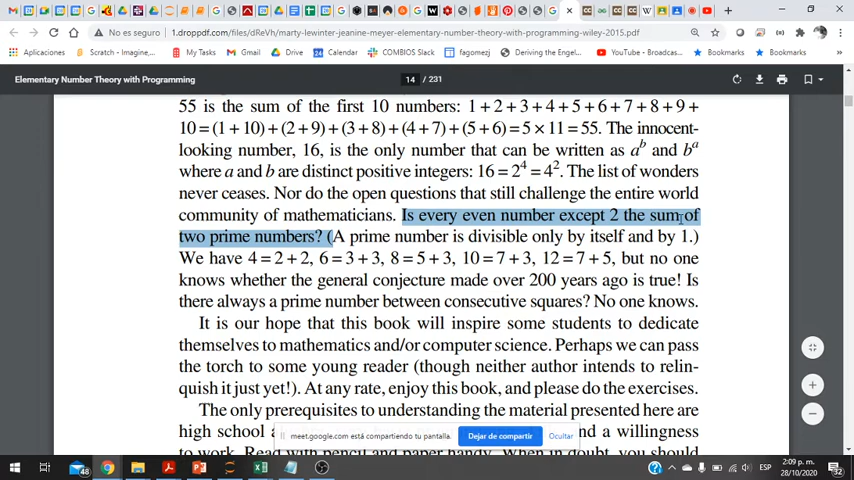 No es seguro
1.droppdf.com/files/dReVh/marty-lewinter-jeanine-meyer-elementary-number-theory-with-programming-wiley-2015.pdf
Aplicaciones
Scratch - Imagine,...
My Tasks
Gmail
Drive
Calendar
COMBIOS Slack
fagomezj
Deriving the Engel...
YouTube - Broadcas...
Bookmarks
Bookmarks
Elementary Number Theory with Programming
14 / 231
55 is the sum of the first 10 numbers: 1 + 2 + 3 + 4 + 5 + 6 + 7 + 8 + 9 +
10 = (1 + 10) + (2 + 9) + (3 + 8) + (4 + 7) + (5 + 6) = 5 × 11 = 55. The innocent-
looking number, 16, is the only number that can be written as a^b and b^a
where a and b are distinct positive integers: 16 = 2^4 = 4^2. The list of wonders
never ceases. Nor do the open questions that still challenge the entire world
community of mathematicians. Is every even number except 2 the sum of
two prime numbers? (A prime number is divisible only by itself and by 1.)
We have 4 = 2 + 2, 6 = 3 + 3, 8 = 5 + 3, 10 = 7 + 3, 12 = 7 + 5, but no one
knows whether the general conjecture made over 200 years ago is true! Is
there always a prime number between consecutive squares? No one knows.
It is our hope that this book will inspire some students to dedicate
themselves to mathematics and/or computer science. Perhaps we can pass
the torch to some young reader (though neither author intends to relin-
quish it just yet!). At any rate, enjoy this book, and please do the exercises.
The only prerequisites to understanding the material presented here are
high school a
nd a willingness
meet.google.com está compartiendo tu pantalla.
Dejar de compartir
Ocultar
to work. Read with pencil and paper handy. When in doubt, you should
ESP
2:09 p. m.
28/10/2020